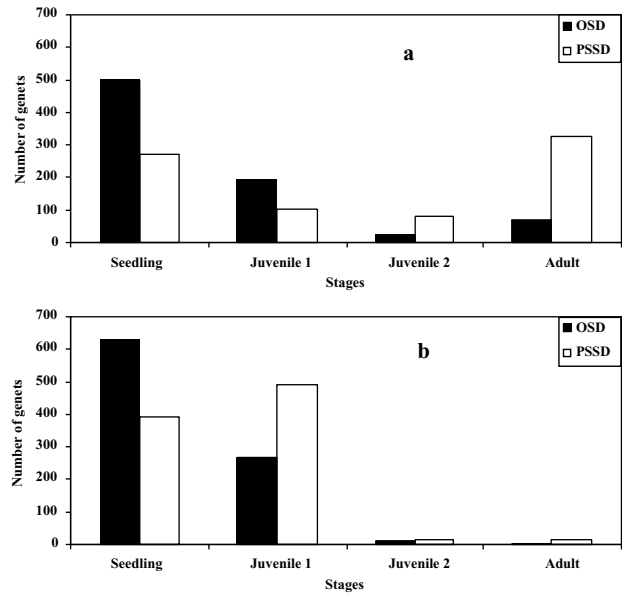 700
600
500
400
300
200
100
0
Number of genets
a
OSD
PSSD
Seedling Juvenile 1 Juvenile 2 Adult
Stages
700
600
500
400
300
200
100
0
Number of genets
b
OSD
PSSD
Seedling Juvenile 1 Juvenile 2 Adult
Stages